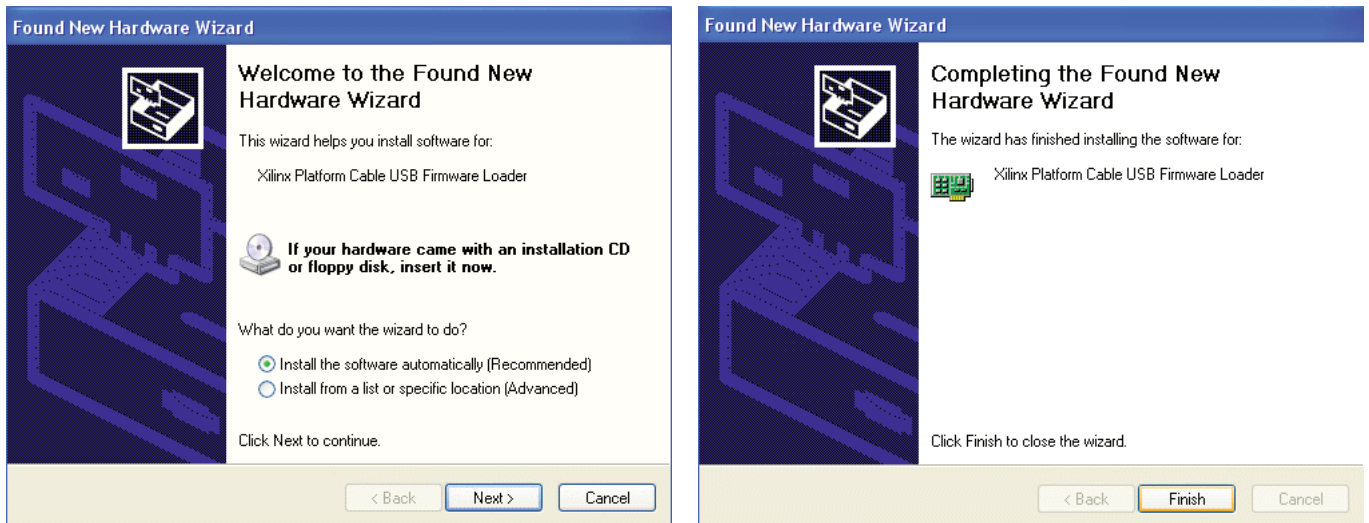 Found New Hardware Wizard
Welcome to the Found New
Hardware Wizard
This wizard helps you install software for:
Xilinx Platform Cable USB Firmware Loader
If your hardware came with an installation CD
or floppy disk, insert it now.
What do you want the wizard to do?
Install the software automatically (Recommended)
Install from a list or specific location (Advanced)
Click Next to continue.
< Back
Next >
Cancel
Found New Hardware Wizard
Completing the Found New
Hardware Wizard
The wizard has finished installing the software for:
Xilinx Platform Cable USB Firmware Loader
Click Finish to close the wizard.
< Back
Finish
Cancel